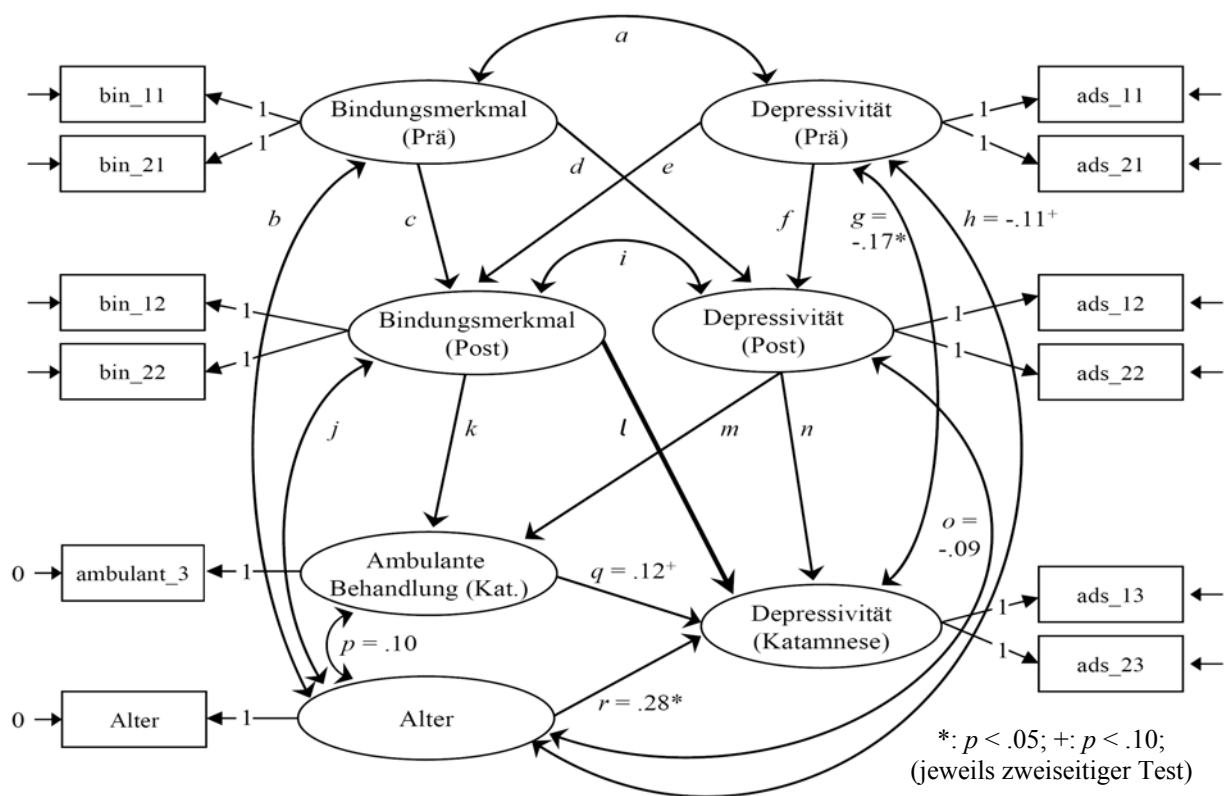 a
bin_11
1
Bindungsmerkmal
(Prä)
Depressivität
(Prä)
1
ads_11
bin_21
1
1
ads_21
b
c
d
e
f
g =
-.17*
h = -.11+
i
bin_12
1
Bindungsmerkmal
(Post)
Depressivität
(Post)
1
ads_12
bin_22
1
1
ads_22
j
k
l
m
n
o =
-.09
0
ambulant_3
1
Ambulante
Behandlung (Kat.)
q = .12+
Depressivität
(Katamnese)
1
ads_13
1
ads_23
p = .10
0
Alter
1
Alter
r = .28*
*: p < .05; +: p < .10;
(jeweils zweiseitiger Test)